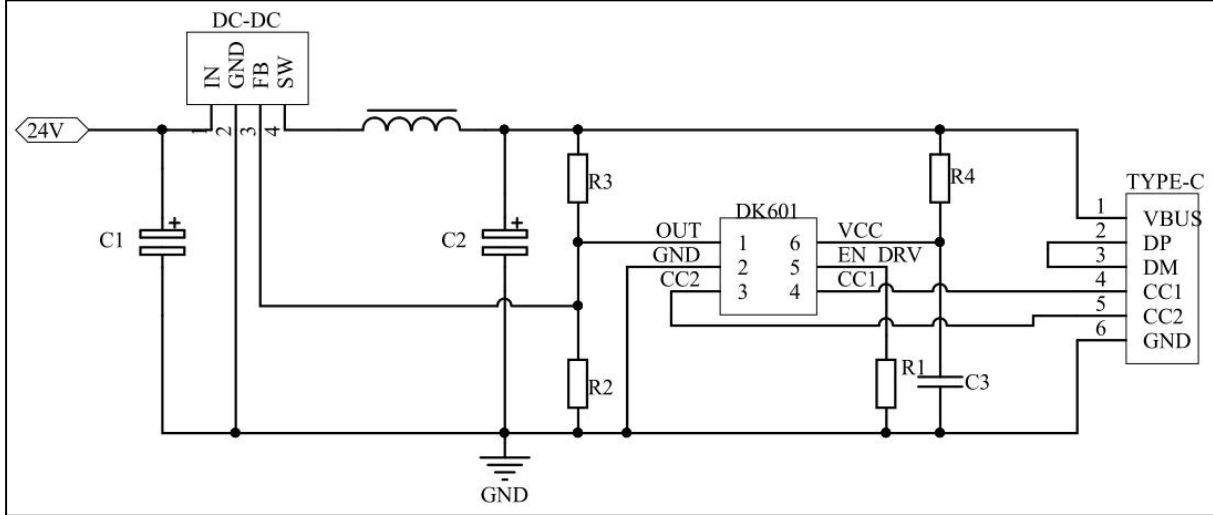 DC-DC
IN
GND
FB
SW
24V
1
2
3
4
C1
C2
R3
R2
GND
DK601
OUT
GND
CC2
1
2
3
6
5
4
VCC
EN DRV
CC1
R4
R1
C3
TYPE-C
1 VBUS
2 DP
3 DM
4 CC1
5 CC2
6 GND